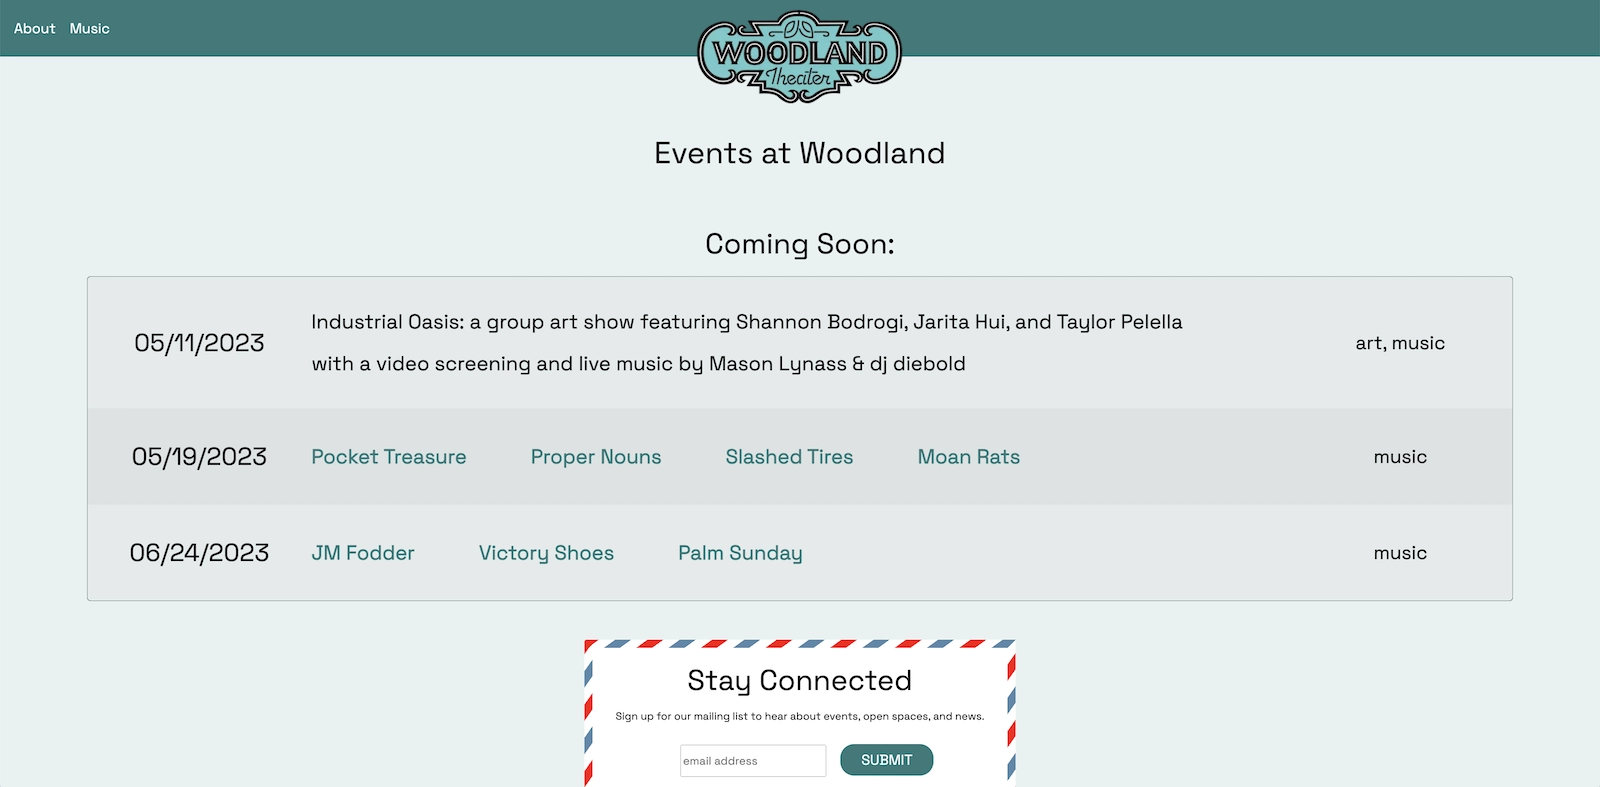 About Music
WOODLAND
Theater
Events at Woodland
Coming Soon:
05/11/2023
Industrial Oasis: a group art show featuring Shannon Bodrogi, Jarita Hui, and Taylor Pelella
with a video screening and live music by Mason Lynass & dj diebold
art, music
05/19/2023 Pocket Treasure Proper Nouns Slashed Tires Moan Rats music
06/24/2023 JM Fodder Victory Shoes Palm Sunday music
Stay Connected
Sign up for our mailing list to hear about events, open spaces, and news.
email address SUBMIT